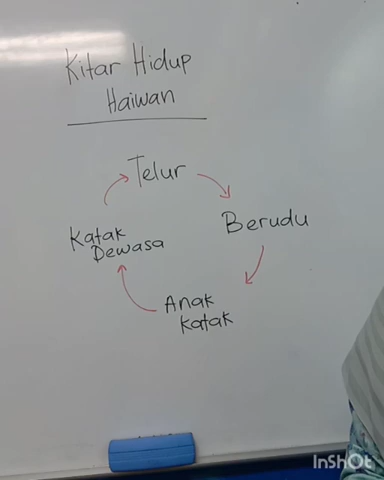 Kitar Hidup
Haiwan
Telur
Berudu
Anak
Katak
Katak
Dewasa
InShOt